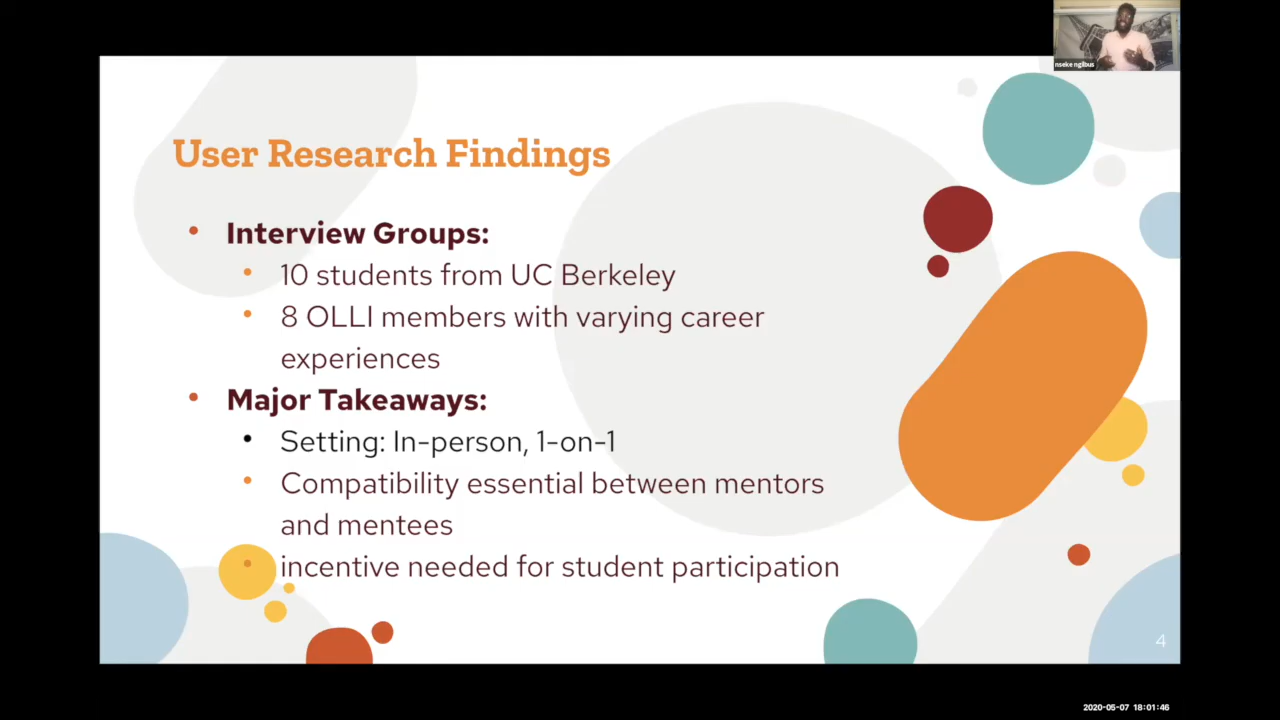 nseke ngilbus
User Research Findings
• Interview Groups:
• 10 students from UC Berkeley
• 8 OLLI members with varying career
experiences
• Major Takeaways:
• Setting: In-person, 1-on-1
• Compatibility essential between mentors
and mentees
• incentive needed for student participation
4
2020-05-07 18:01:46